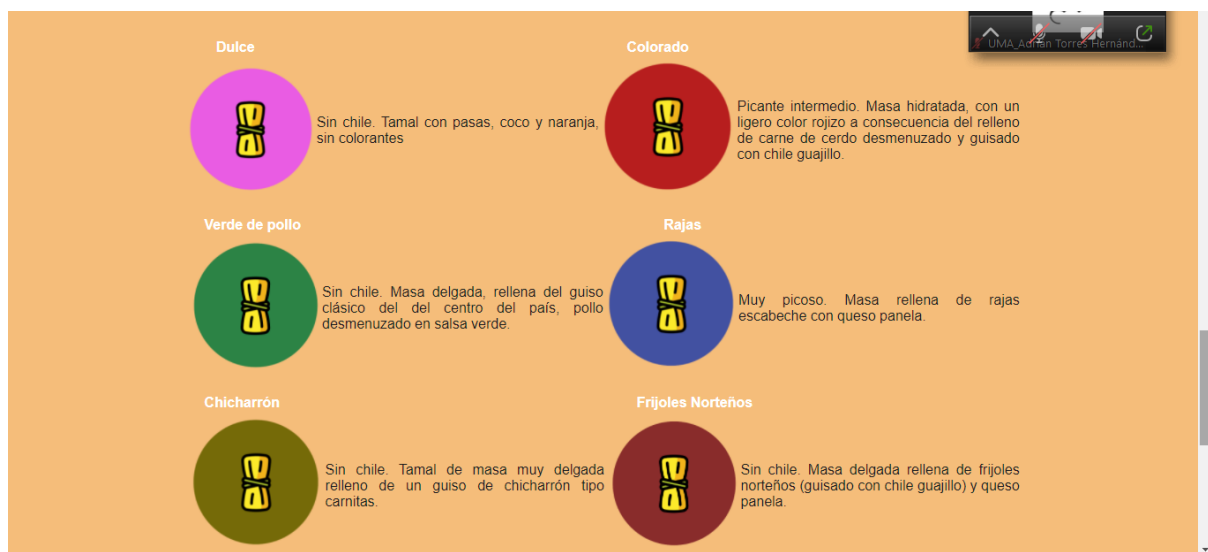 Dulce
Sin chile. Tamal con pasas, coco y naranja,
sin colorantes
Colorado
Picante intermedio. Masa hidratada, con un
ligero color rojizo a consecuencia del relleno
de carne de cerdo desmenuzado y guisado
con chile guajillo.
UMA_Adrian Torres Hernánd...
Verde de pollo
Sin chile. Masa delgada, rellena del guiso
clásico del del centro del país, pollo
desmenuzado en salsa verde.
Rajas
Muy picoso. Masa rellena de rajas
escabeche con queso panela.
Chicharrón
Sin chile. Tamal de masa muy delgada
relleno de un guiso de chicharrón tipo
carnitas.
Frijoles Norteños
Sin chile. Masa delgada rellena de frijoles
norteños (guisado con chile guajillo) y queso
panela.